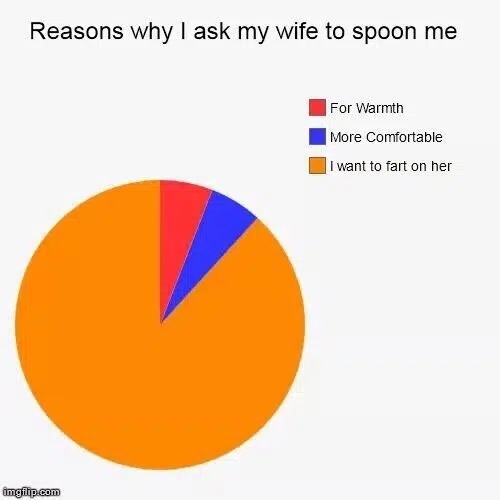 Reasons why I ask my wife to spoon me
For Warmth
More Comfortable
I want to fart on her
imgflip.com